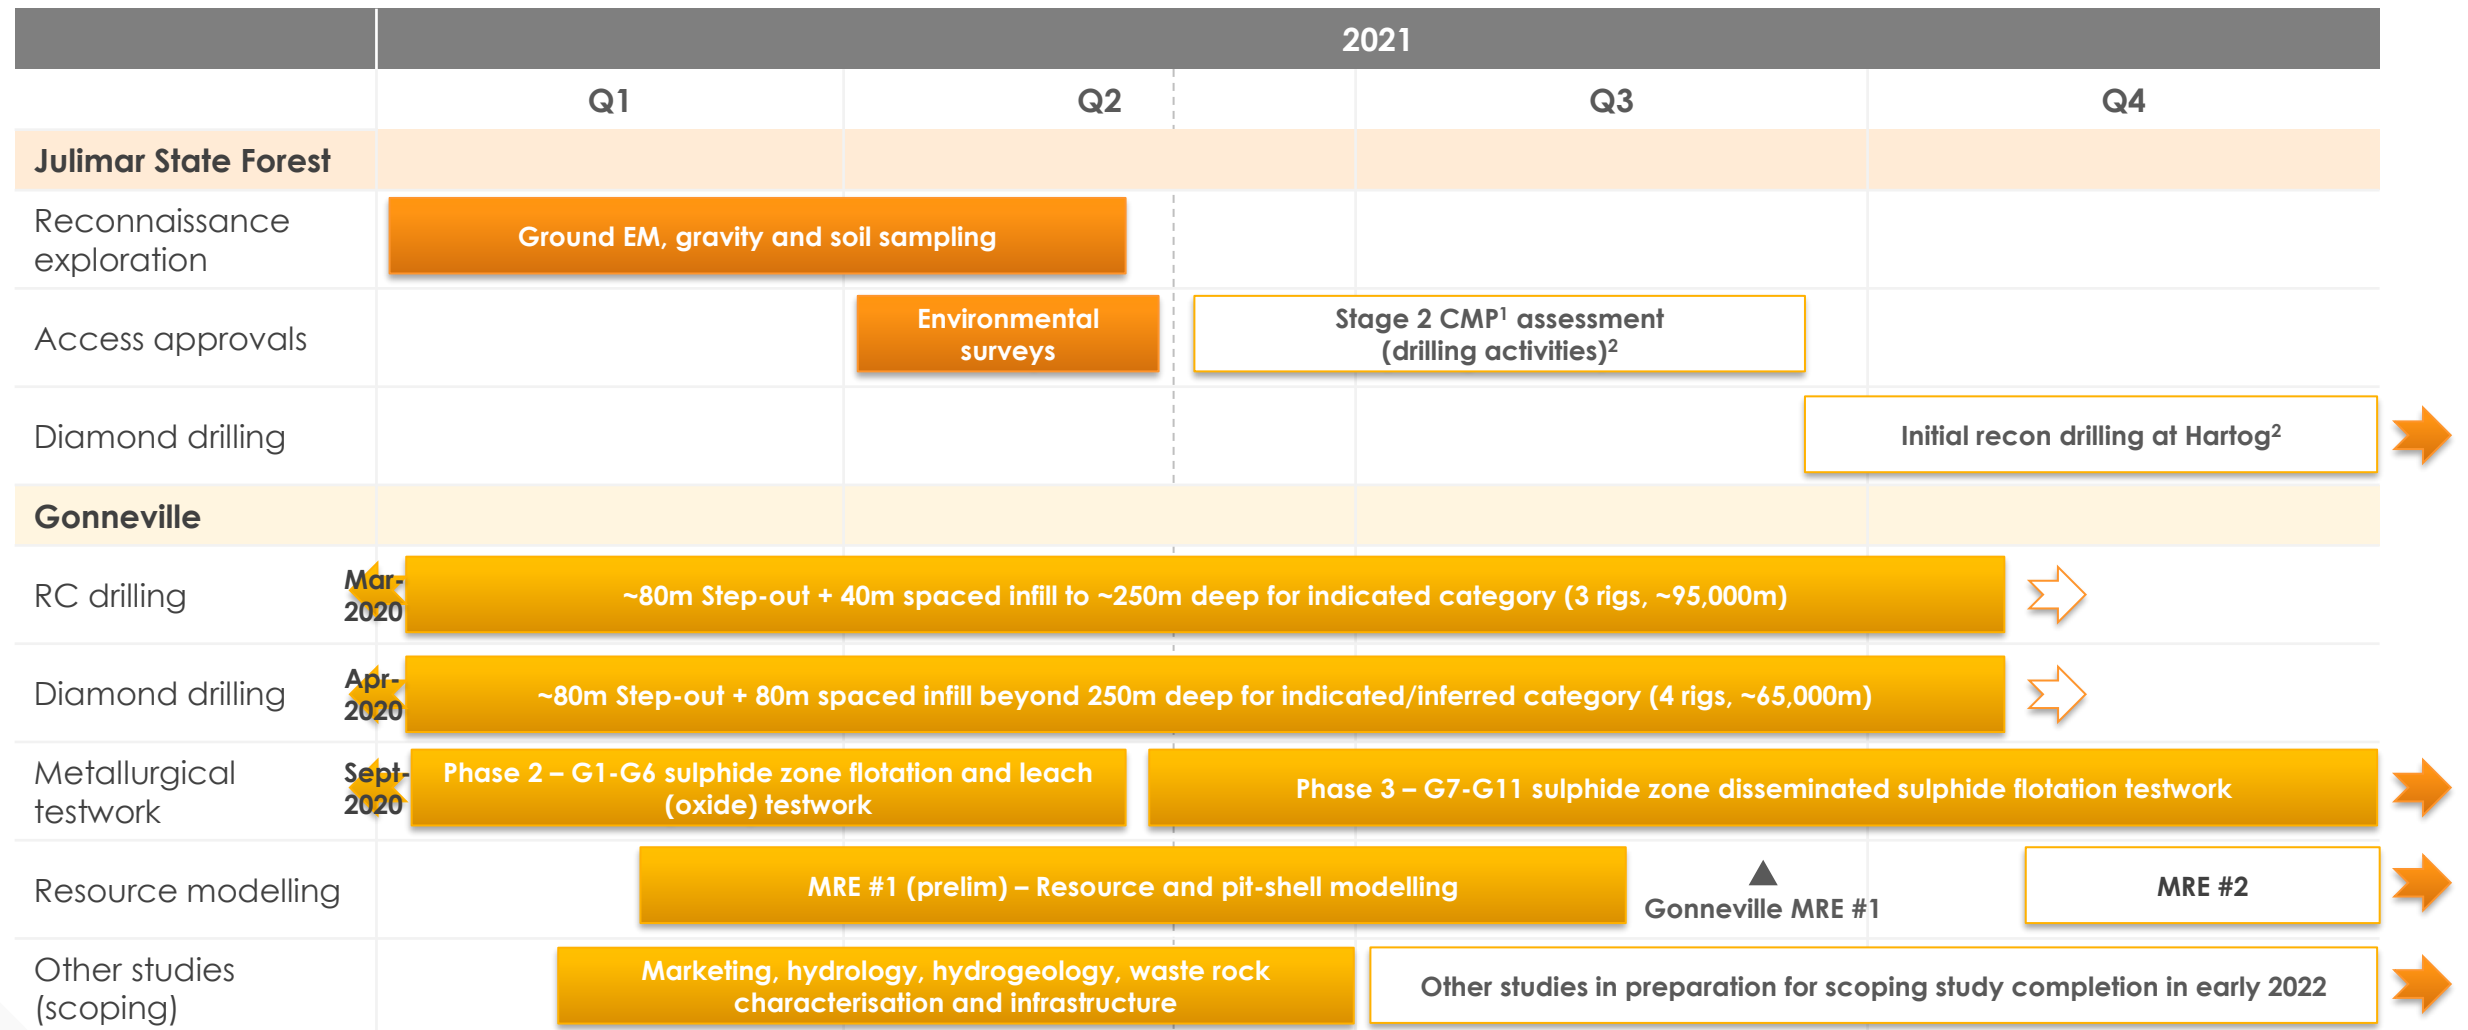 2021
Q1
Q2
Q3
Q4
Julimar State Forest
Reconnaissance
exploration
Ground EM, gravity and soil sampling
Access approvals
Environmental
surveys
Stage 2 CMP¹ assessment
(drilling activities)²
Diamond drilling
Initial recon drilling at Hartog²
Gonneville
RC drilling
Mar-
2020
~80m Step-out + 40m spaced infill to ~250m deep for indicated category (3 rigs, ~95,000m)
Diamond drilling
Apr-
2020
~80m Step-out + 80m spaced infill beyond 250m deep for indicated/inferred category (4 rigs, ~65,000m)
Metallurgical
testwork
Sept-
2020
Phase 2 – G1-G6 sulphide zone flotation and leach
(oxide) testwork
Phase 3 – G7-G11 sulphide zone disseminated sulphide flotation testwork
Resource modelling
MRE #1 (prelim) – Resource and pit-shell modelling
Gonneville MRE #1
MRE #2
Other studies
(scoping)
Marketing, hydrology, hydrogeology, waste rock
characterisation and infrastructure
Other studies in preparation for scoping study completion in early 2022